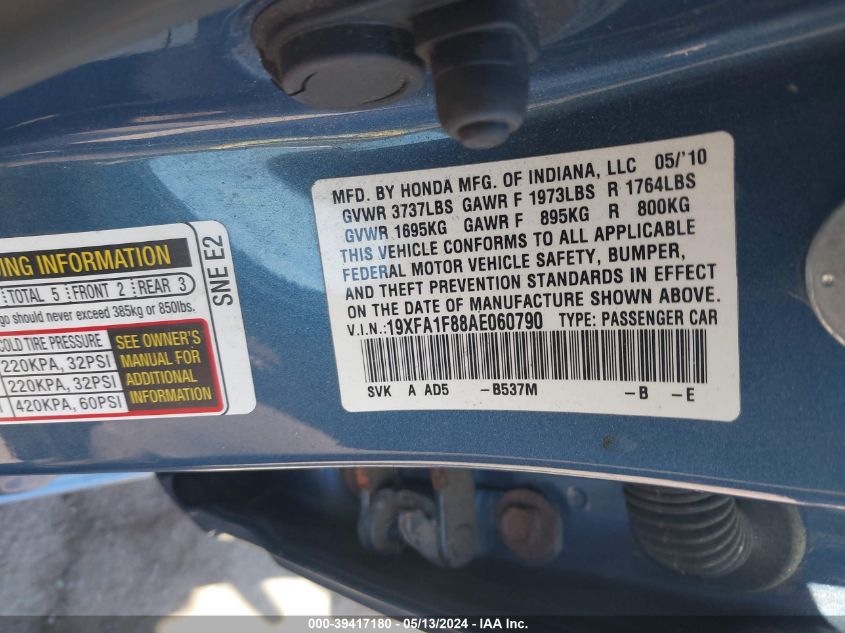 MFD. BY HONDA MFG. OF INDIANA, LLC 05/'10
GVWR 3737LBS GAWR F 1973LBS R 1764LBS
GVWR 1695KG GAWR F 895KG R 800KG
THIS VEHICLE CONFORMS TO ALL APPLICABLE
FEDERAL MOTOR VEHICLE SAFETY, BUMPER,
AND THEFT PREVENTION STANDARDS IN EFFECT
ON THE DATE OF MANUFACTURE SHOWN ABOVE.
V.I.N.:19XFA1F88AE060790 TYPE: PASSENGER CAR
SVK A AD5 -B537M -B -E
INFORMATION
TOTAL 5 FRONT 2 REAR 3
should never exceed 385kg or 850lbs.
COLD TIRE PRESSURE
220KPA, 32PSI
220KPA, 32PSI
420KPA, 60PSI
SEE OWNER'S
MANUAL FOR
ADDITIONAL
INFORMATION
SNE E2
000-39417180 - 05/13/2024 - IAA Inc.